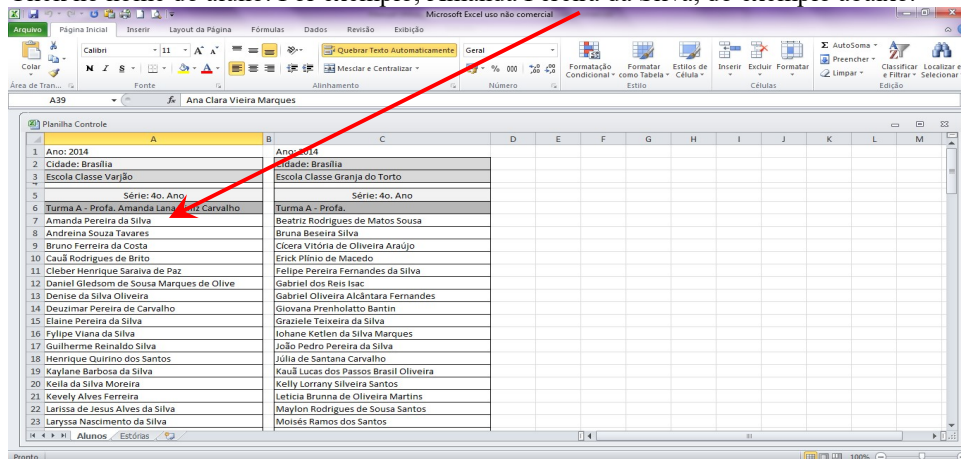 Microsoft Excel uso não comercial
Arquivo Página Inicial Inserir Layout da Página Fórmulas Dados Revisão Exibição
Colar
Calibri 11
N I S
Quebrar Texto Automaticamente
Mesclar e Centralizar
Geral
% 000
Formatação Condicional
Formatar como Tabela
Estilos de Célula
Inserir Excluir Formatar
Σ AutoSoma
Preencher
Limpar
Classificar e Filtrar
Localizar e Selecionar
Área de Tran... Fonte Alinhamento Número Estilo Células Edição
A39 fx Ana Clara Vieira Marques
Planilha Controle
A B C D E F G H I J K L M
1 Ano: 2014 Ano: 2014
2 Cidade: Brasília Cidade: Brasília
3 Escola Classe Varjão Escola Classe Granja do Torto
4
5 Série: 4o. Ano Série: 4o. Ano
6 Turma A - Profa. Amanda Carvalho Turma A - Profa.
7 Amanda Pereira da Silva Beatriz Rodrigues de Matos Sousa
8 Andreina Souza Tavares Bruna Beseira Silva
9 Bruno Ferreira da Costa Cícera Vitória de Oliveira Araújo
10 Cauã Rodrigues de Brito Erick Plínio de Macedo
11 Cleber Henrique Saraiva de Paz Felipe Pereira Fernandes da Silva
12 Daniel Gledsom de Sousa Marques de Olive Gabriel dos Reis Isac
13 Denise da Silva Oliveira Gabriel Oliveira Alcântara Fernandes
14 Deuzimar Pereira de Carvalho Giovana Prenholatto Bantin
15 Elaine Pereira da Silva Graziele Teixeira da Silva
16 Fylipe Viana da Silva Iohane Ketlen da Silva Marques
17 Guilherme Reinaldo Silva João Pedro Pereira da Silva
18 Henrique Quirino dos Santos Júlia de Santana Carvalho
19 Kaylane Barbosa da Silva Kauã Lucas dos Passos Brasil Oliveira
20 Keila da Silva Moreira Kelly Lorrany Silveira Santos
21 Kevely Alves Ferreira Leticia Brunna de Oliveira Martins
22 Larissa de Jesus Alves da Silva Maylon Rodrigues de Sousa Santos
23 Laryssa Nascimento da Silva Moisés Ramos dos Santos
Alunos Estórias
Pronto 100%